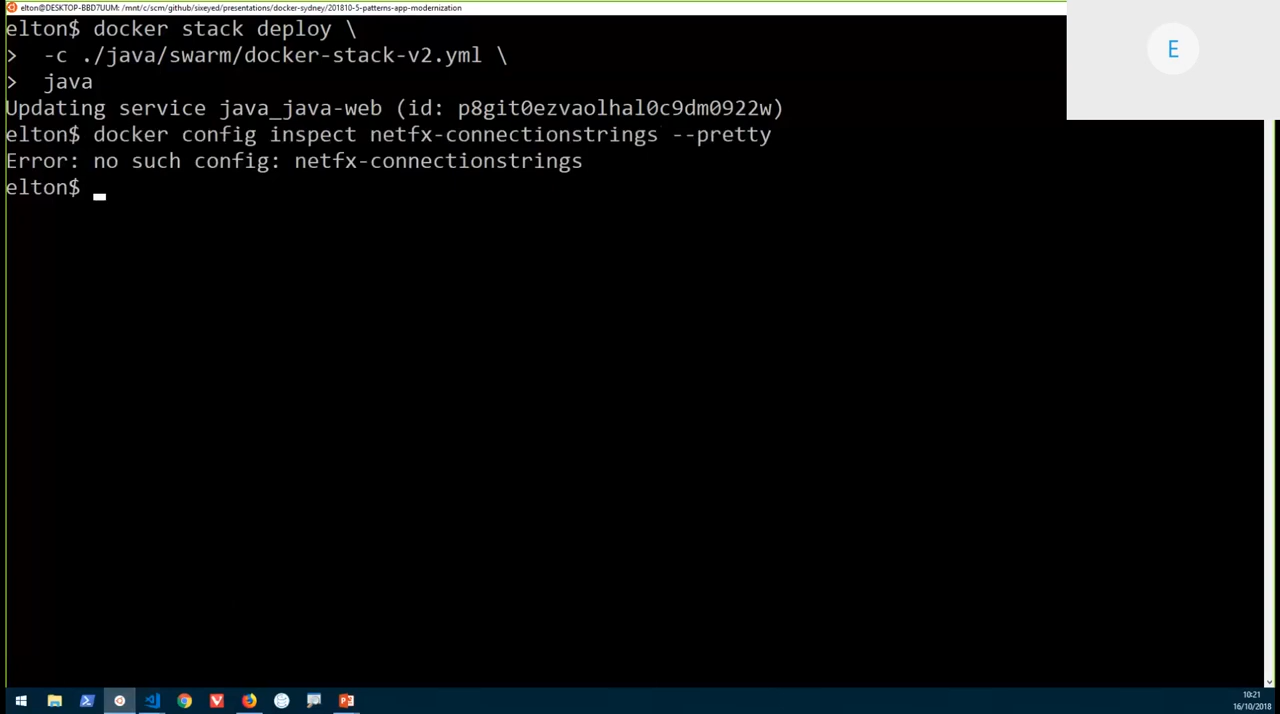 elton@DESKTOP-BBD7UUM: /mnt/c/scm/github/sixeyed/presentations/docker-sydney/201810-5-patterns-app-modernization
elton$ docker stack deploy \
>  -c ./java/swarm/docker-stack-v2.yml \
>  java
Updating service java_java-web (id: p8git0ezvaolhal0c9dm0922w)
elton$ docker config inspect netfx-connectionstrings --pretty
Error: no such config: netfx-connectionstrings
elton$
E
10:21
16/10/2018